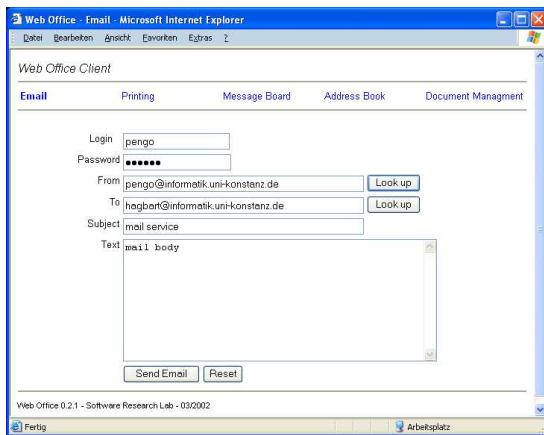 Web Office - Email - Microsoft Internet Explorer
Datei Bearbeiten Ansicht Favoriten Extras ?
Web Office Client
Email Printing Message Board Address Book Document Managment
Login pengo
Password ●●●●●●
From pengo@informatik.uni-konstanz.de Look up
To hagbart@informatik.uni-konstanz.de Look up
Subject mail service
Text mail body
Send Email Reset
Web Office 0.2.1 - Software Research Lab - 03/2002
Fertig Arbeitsplatz